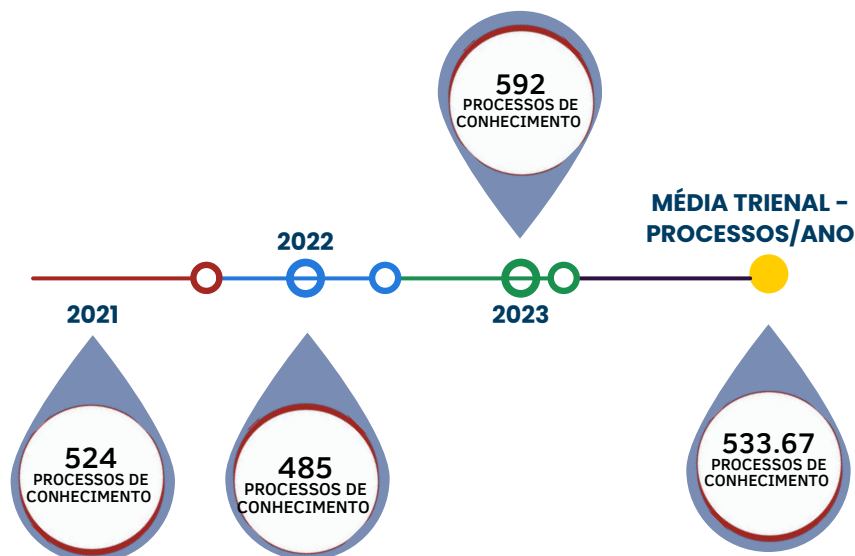 592
PROCESSOS DE
CONHECIMENTO
MÉDIA TRIENAL -
PROCESSOS/ANO
2022
2021
2023
524
PROCESSOS DE
CONHECIMENTO
485
PROCESSOS DE
CONHECIMENTO
533.67
PROCESSOS DE
CONHECIMENTO